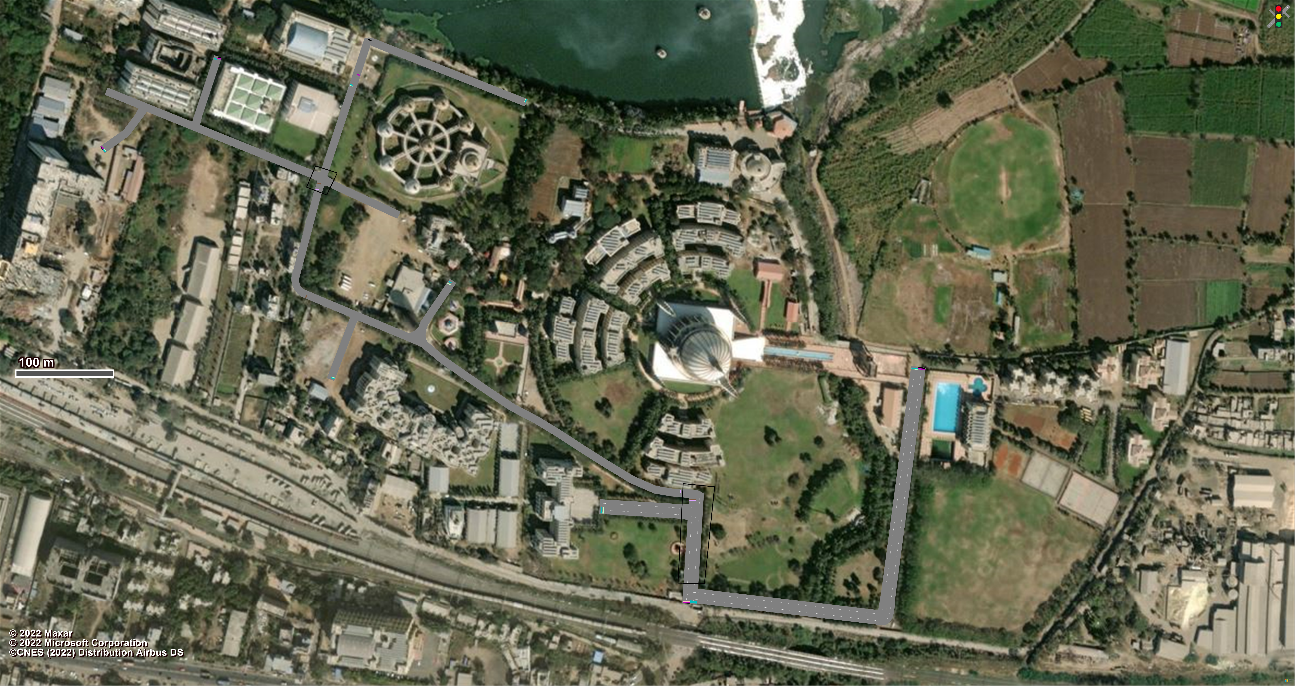 100 m
© 2022 Maxar
© 2022 Microsoft Corporation
©CNES (2022) Distribution Airbus DS